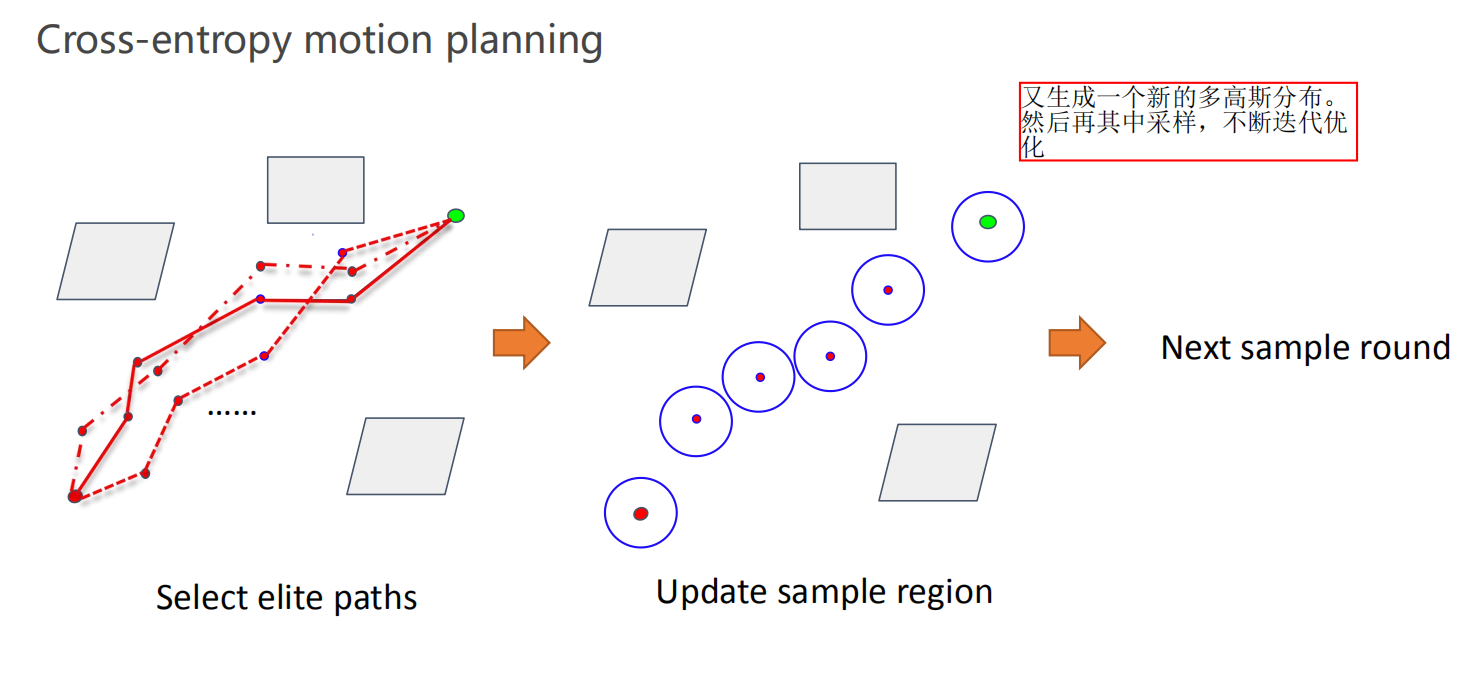 Cross-entropy motion planning
又生成一个新的多高斯分布。
然后再其中采样，不断迭代优
化
......
Next sample round
Select elite paths
Update sample region